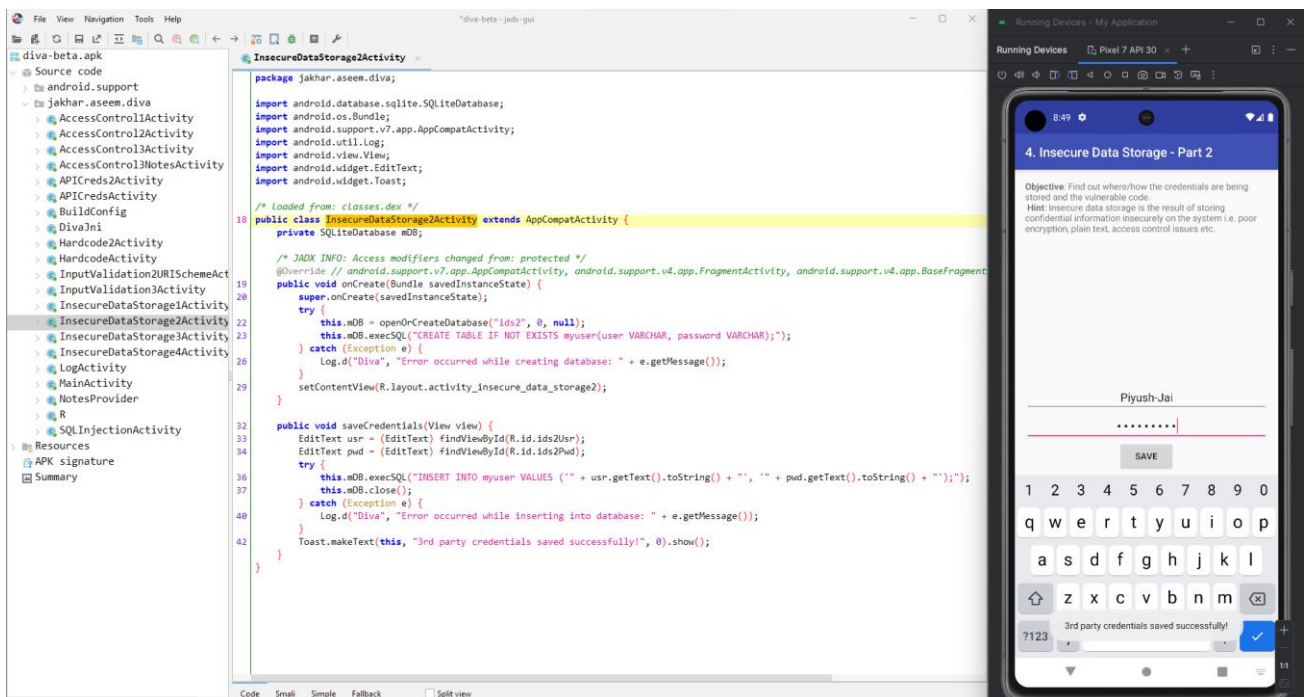 File View Navigation Tools Help
*diva-beta - jadx-gui
diva-beta.apk
Source code
android.support
jakhar.aseem.diva
AccessControl1Activity
AccessControl2Activity
AccessControl3Activity
AccessControl3NotesActivity
APICreds2Activity
APICredsActivity
BuildConfig
DivaJni
Hardcode2Activity
HardcodeActivity
InputValidation2URISchemeAct
InputValidation3Activity
InsecureDataStorage1Activity
InsecureDataStorage2Activity
InsecureDataStorage3Activity
InsecureDataStorage4Activity
LogActivity
MainActivity
NotesProvider
R
SQLInjectionActivity
Resources
APK signature
Summary
InsecureDataStorage2Activity
package jakhar.aseem.diva;
import android.database.sqlite.SQLiteDatabase;
import android.os.Bundle;
import android.support.v7.app.AppCompatActivity;
import android.util.Log;
import android.view.View;
import android.widget.EditText;
import android.widget.Toast;
/* loaded from: classes.dex */
18 public class InsecureDataStorage2Activity extends AppCompatActivity {
private SQLiteDatabase mDB;
/* JADX INFO: Access modifiers changed from: protected */
@Override // android.support.v7.app.AppCompatActivity, android.support.v4.app.FragmentActivity, android.support.v4.app.BaseFragment
19 public void onCreate(Bundle savedInstanceState) {
20 super.onCreate(savedInstanceState);
try {
22 this.mDB = openOrCreateDatabase("ids2", 0, null);
23 this.mDB.execSQL("CREATE TABLE IF NOT EXISTS myuser(user VARCHAR, password VARCHAR);");
} catch (Exception e) {
26 Log.d("Diva", "Error occurred while creating database: " + e.getMessage());
}
29 setContentView(R.layout.activity_insecure_data_storage2);
}
32 public void saveCredentials(View view) {
33 EditText usr = (EditText) findViewById(R.id.ids2Usr);
34 EditText pwd = (EditText) findViewById(R.id.ids2Pwd);
try {
36 this.mDB.execSQL("INSERT INTO myuser VALUES ('" + usr.getText().toString() + "', '" + pwd.getText().toString() + "');");
37 this.mDB.close();
} catch (Exception e) {
40 Log.d("Diva", "Error occurred while inserting into database: " + e.getMessage());
}
42 Toast.makeText(this, "3rd party credentials saved successfully!", 0).show();
}
}
Code Smali Simple Fallback Split view
Running Devices - My Application
Running Devices Pixel 7 API 30
8:49
4. Insecure Data Storage - Part 2
Objective: Find out where/how the credentials are being
stored and the vulnerable code.
Hint: Insecure data storage is the result of storing
confidential information insecurely on the system i.e. poor
encryption, plain text, access control issues etc.
Piyush-Jai
SAVE
1 2 3 4 5 6 7 8 9 0
q w e r t y u i o p
a s d f g h j k l
z x c v b n m
3rd party credentials saved successfully!
?123
1:1